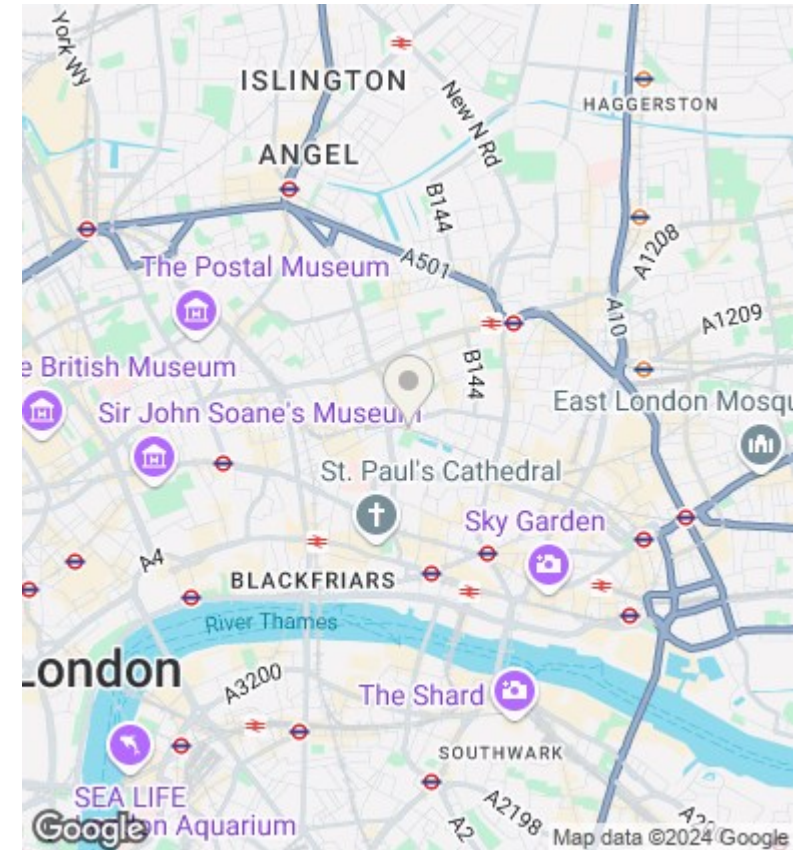 York Wy
ISLINGTON
New N Rd
HAGGERSTON
ANGEL
B144
A501
A1208
The Postal Museum
A10
A1209
e British Museum
B144
Sir John Soane's Museum
East London Mosqu
St. Paul's Cathedral
Sky Garden
A4
BLACKFRIARS
River Thames
London
A3200
The Shard
SOUTHWARK
SEA LIFE
on Aquarium
A2198
A2
Google
Map data ©2024 Google